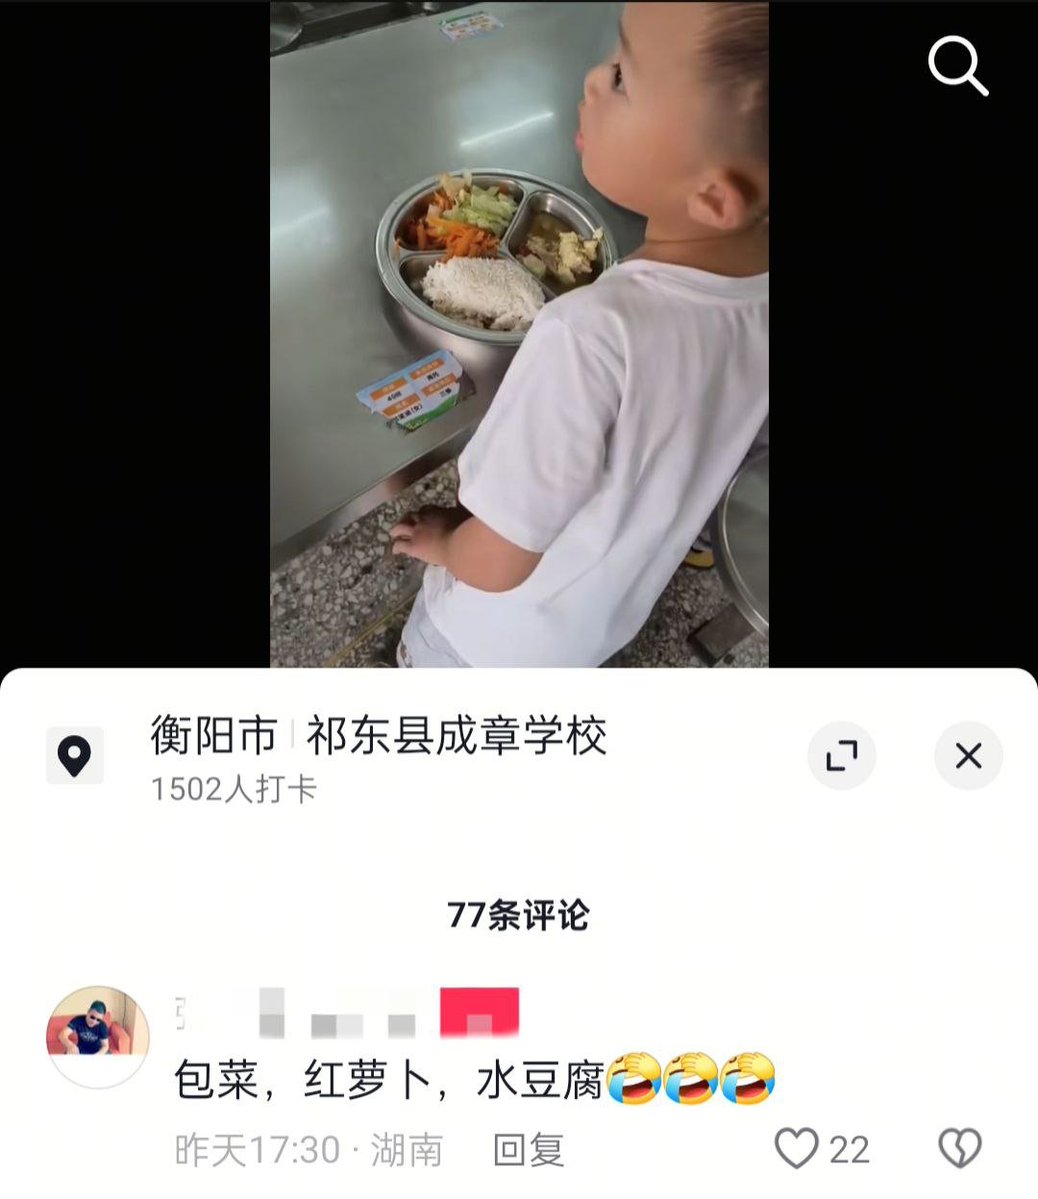 衡阳市 祁东县成章学校
1502人打卡
77条评论
包菜，红萝卜，水豆腐🤣🤣🤣
昨天17:30 · 湖南 回复 22